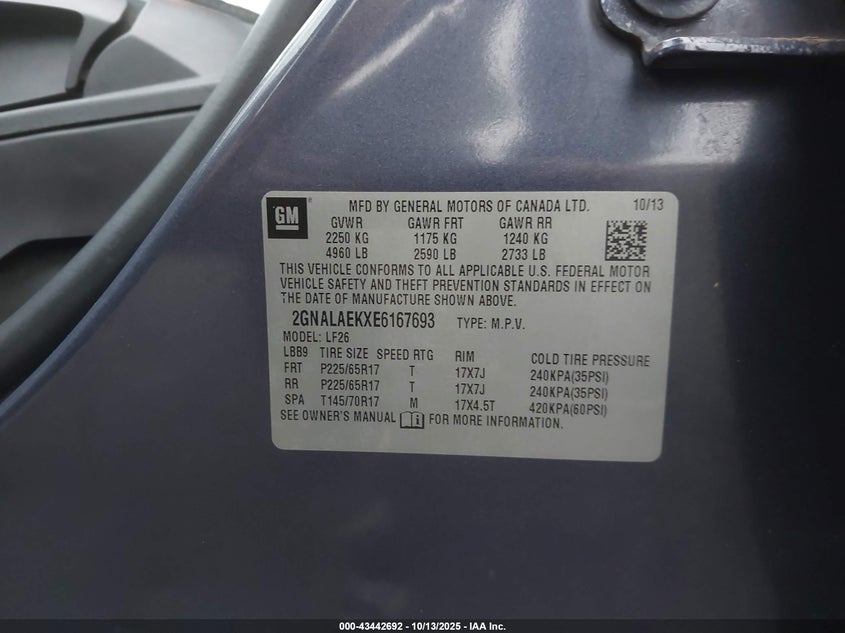 GM
MFD BY GENERAL MOTORS OF CANADA LTD. 10/13
GVWR GAWR FRT GAWR RR
2250 KG 1175 KG 1240 KG
4960 LB 2590 LB 2733 LB
THIS VEHICLE CONFORMS TO ALL APPLICABLE U.S. FEDERAL MOTOR
VEHICLE SAFETY AND THEFT PREVENTION STANDARDS IN EFFECT ON
THE DATE OF MANUFACTURE SHOWN ABOVE.
2GNALAEKXE6167693 TYPE: M.P.V.
MODEL: LF26
LBB9 TIRE SIZE SPEED RTG RIM COLD TIRE PRESSURE
FRT P225/65R17 T 17X7J 240KPA(35PSI)
RR P225/65R17 T 17X7J 240KPA(35PSI)
SPA T145/70R17 M 17X4.5T 420KPA(60PSI)
SEE OWNER'S MANUAL FOR MORE INFORMATION.
000-43442692 - 10/13/2025 - IAA Inc.